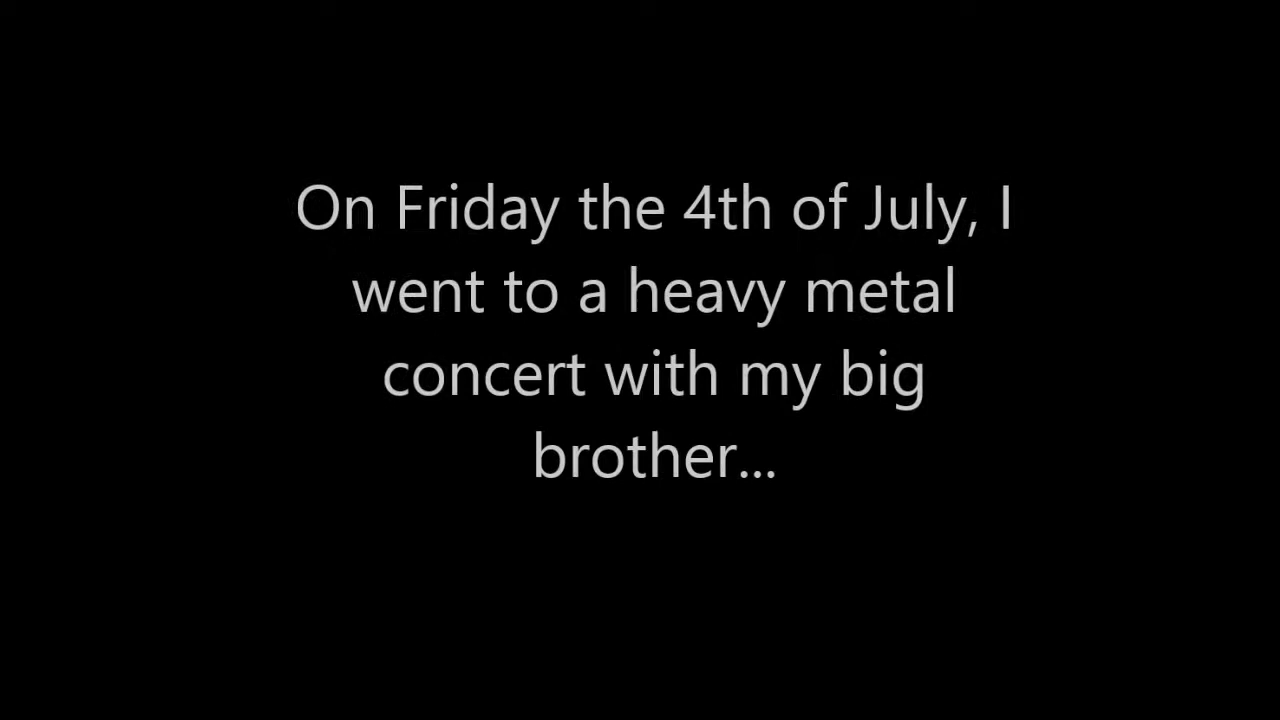 On Friday the 4th of July, I
went to a heavy metal
concert with my big
brother...